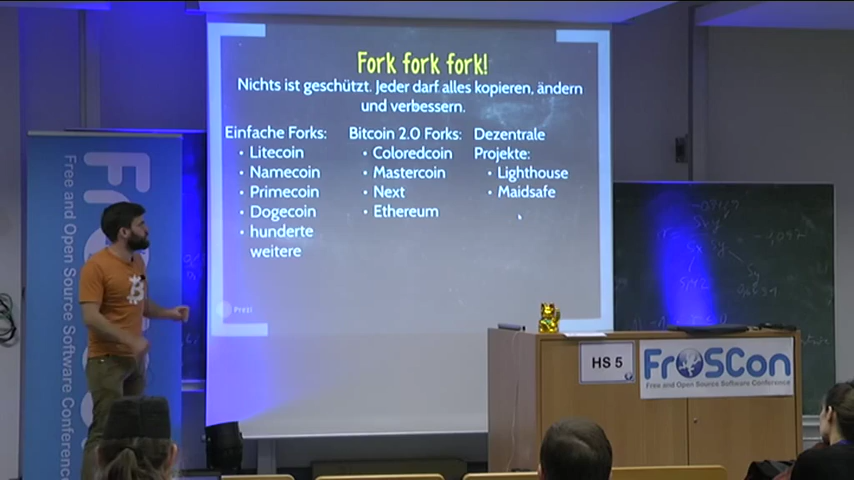 Fork fork fork!
Nichts ist geschützt. Jeder darf alles kopieren, ändern
und verbessern.
Einfache Forks:
• Litecoin
• Namecoin
• Primecoin
• Dogecoin
• hunderte
weitere
Bitcoin 2.0 Forks:
• Coloredcoin
• Mastercoin
• Next
• Ethereum
Dezentrale
Projekte:
• Lighthouse
• Maidsafe
Prezi
Free and Open Source Software Conference
HS 5
FrOSCon
Free and Open Source Software Conference